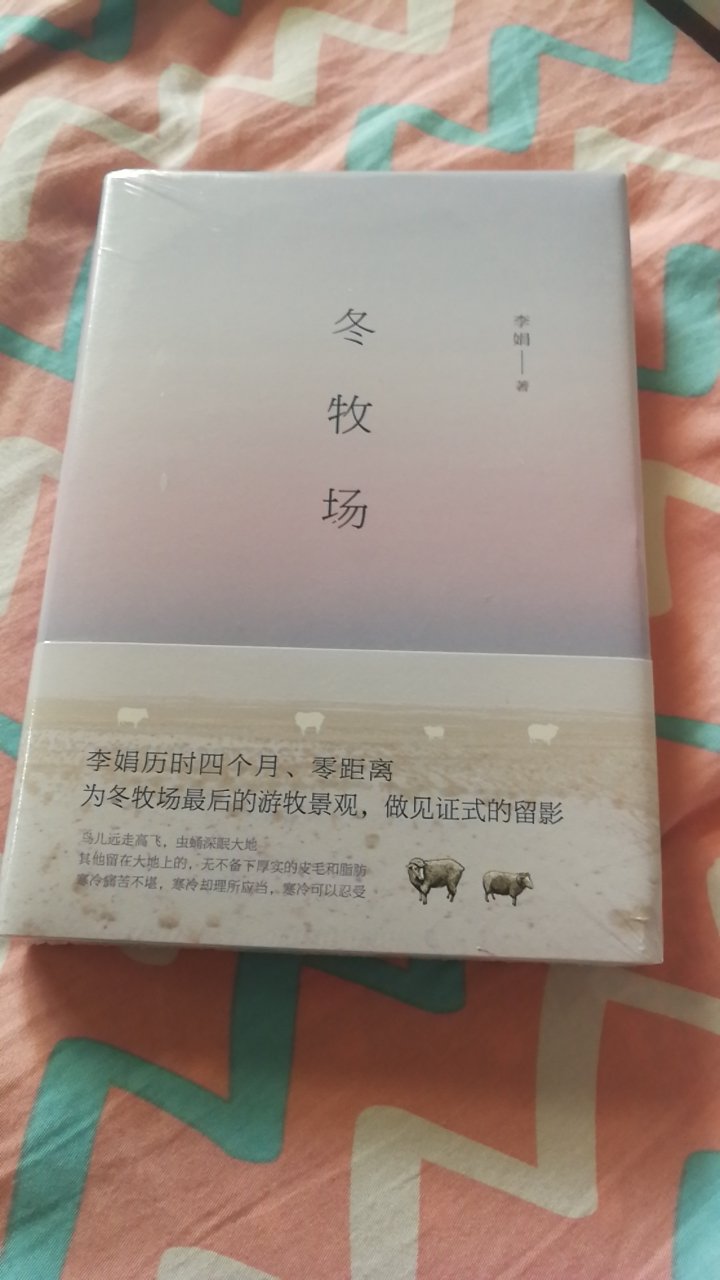 冬牧场
李娟——著
李娟历时四个月、零距离
为冬牧场最后的游牧景观，做见证式的留影
鸟儿远走高飞，虫蛹深眠大地
其他留在大地上的，无不备下厚实的皮毛和脂肪
寒冷痛苦不堪，寒冷却理所应当，寒冷可以忍受